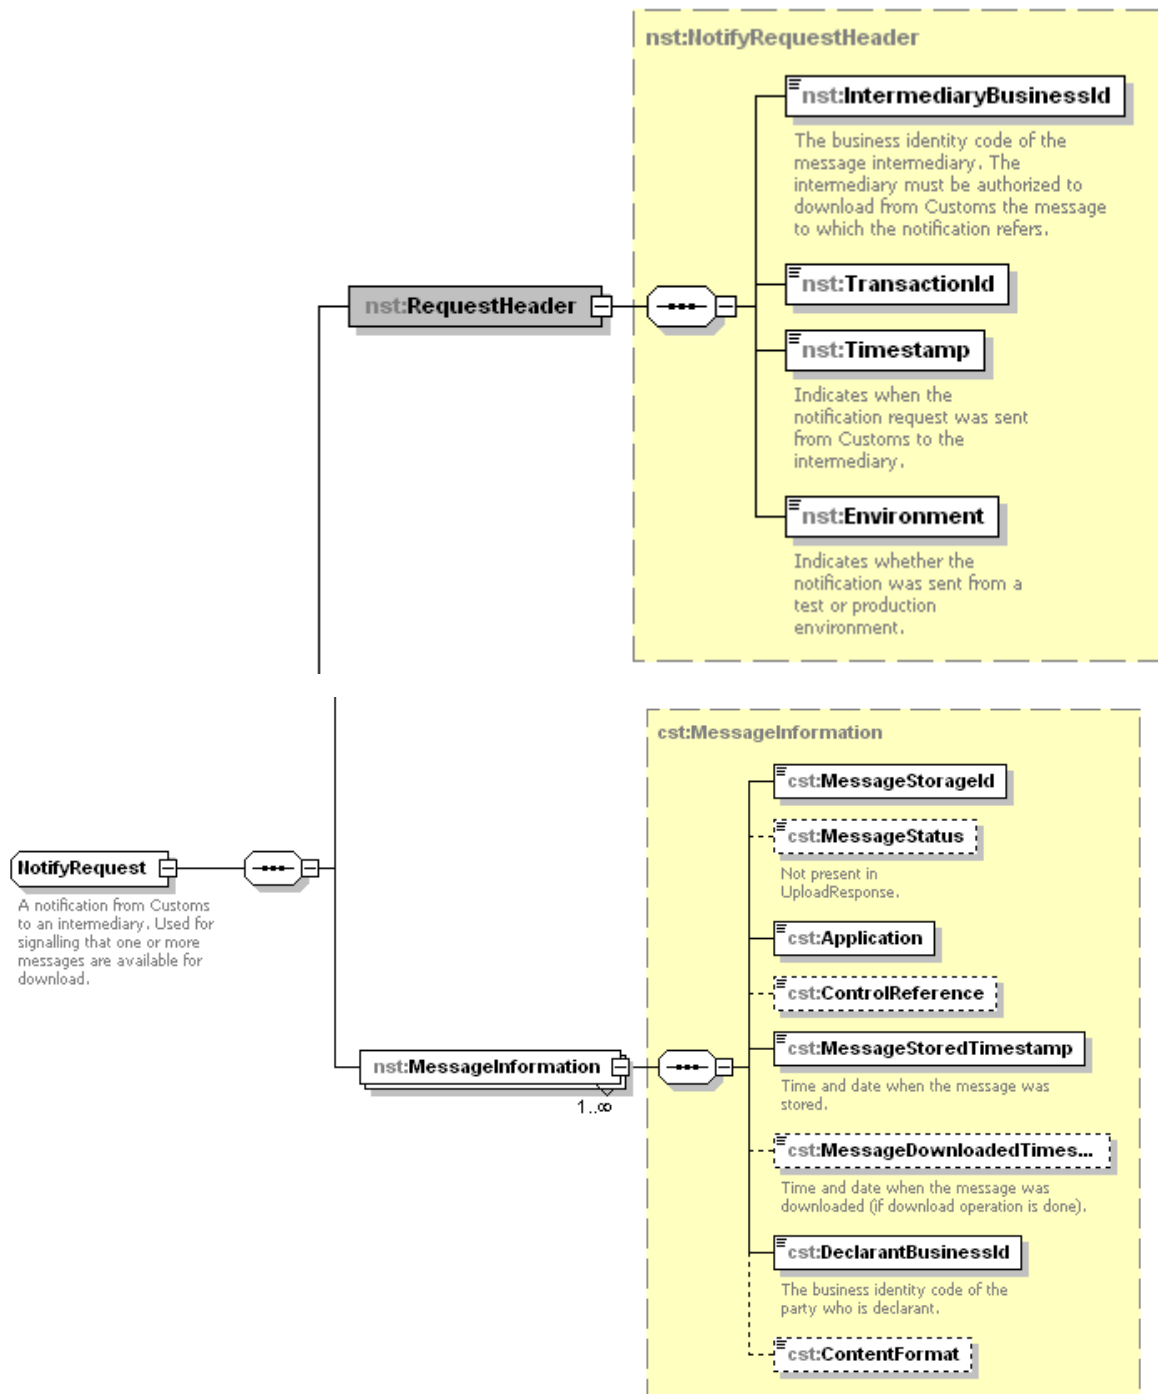 nst:NotifyRequestHeader
nst:IntermediaryBusinessId
The business identity code of the
message intermediary. The
intermediary must be authorized to
download from Customs the message
to which the notification refers.
nst:RequestHeader
nst:TransactionId
nst:Timestamp
Indicates when the
notification request was sent
from Customs to the
intermediary.
nst:Environment
Indicates whether the
notification was sent from a
test or production
environment.
cst:MessageInformation
cst:MessageStorageId
cst:MessageStatus
Not present in
UploadResponse.
NotifyRequest
A notification from Customs
to an intermediary. Used for
signalling that one or more
messages are available for
download.
cst:Application
cst:ControlReference
cst:MessageStoredTimestamp
Time and date when the message was
stored.
nst:MessageInformation
1..∞
cst:MessageDownloadedTimes...
Time and date when the message was
downloaded (if download operation is done).
cst:DeclarantBusinessId
The business identity code of the
party who is declarant.
cst:ContentFormat